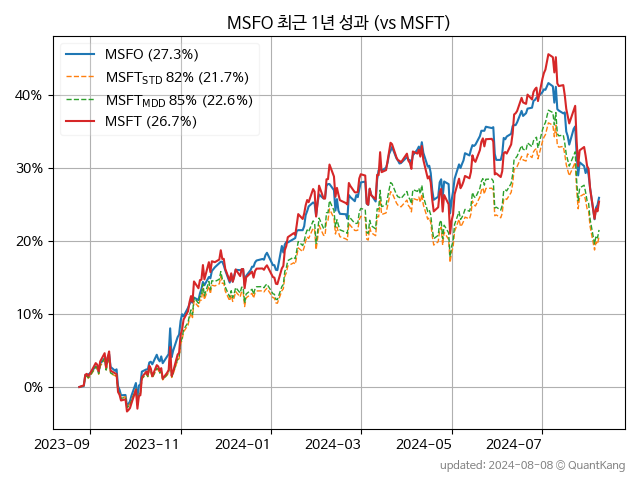 MSFO 최근 1년 성과 (vs MSFT)
MSFO (27.3%)
MSFT_STD 82% (21.7%)
MSFT_MDD 85% (22.6%)
MSFT (26.7%)
40%
30%
20%
10%
0%
2023-09 2023-11 2024-01 2024-03 2024-05 2024-07
updated: 2024-08-08 © QuantKang